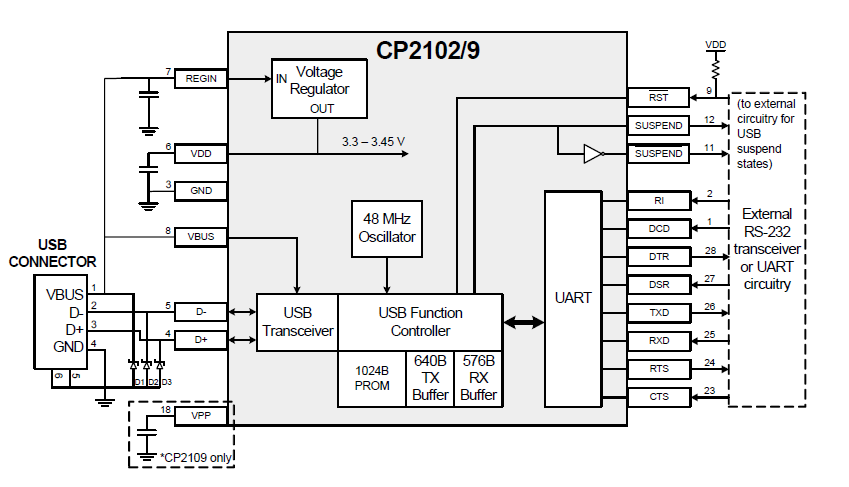 CP2102/9
VDD
7
REGIN
IN
Voltage
Regulator
OUT
9
RST
(to external
circuitry for
USB
suspend
states)
12
SUSPEND
6
VDD
3.3 – 3.45 V
11
SUSPEND
3
GND
2
RI
48 MHz
Oscillator
External
RS-232
transceiver
or UART
circuitry
1
DCD
8
VBUS
USB
CONNECTOR
28
DTR
27
DSR
VBUS
1
D-
2
D+
3
GND
4
6
5
5
D-
4
D+
D1
D2
D3
USB
Transceiver
USB Function
Controller
UART
26
TXD
25
RXD
1024B
PROM
640B
TX
Buffer
576B
RX
Buffer
24
RTS
23
CTS
18
VPP
*CP2109 only